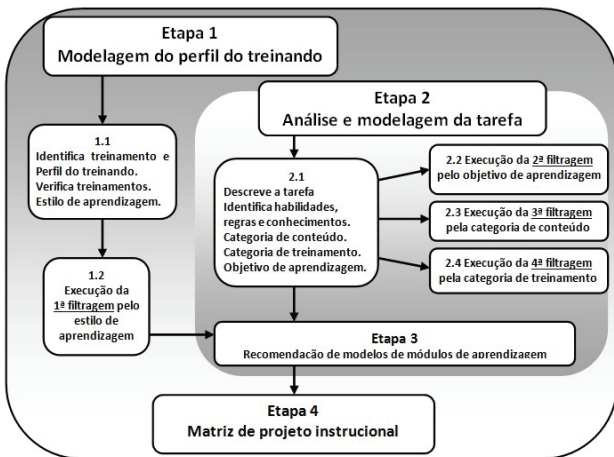 Etapa 1
Modelagem do perfil do treinando
Etapa 2
Análise e modelagem da tarefa
1.1
Identifica treinamento e
Perfil do treinando.
Verifica treinamentos.
Estilo de aprendizagem.
2.1
Descreve a tarefa
Identifica habilidades,
regras e conhecimentos.
Categoria de conteúdo.
Categoria de treinamento.
Objetivo de aprendizagem.
2.2 Execução da 2ª filtragem
pelo objetivo de aprendizagem
2.3 Execução da 3ª filtragem
pela categoria de conteúdo
2.4 Execução da 4ª filtragem
pela categoria de treinamento
1.2
Execução da
1ª filtragem pelo
estilo de
aprendizagem
Etapa 3
Recomendação de modelos de módulos de aprendizagem
Etapa 4
Matriz de projeto instrucional